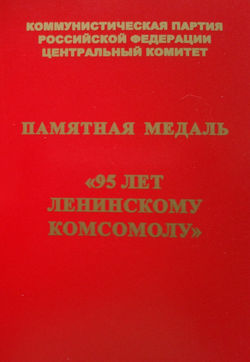 КОММУНИСТИЧЕСКАЯ ПАРТИЯ
РОССИЙСКОЙ ФЕДЕРАЦИИ
ЦЕНТРАЛЬНЫЙ КОМИТЕТ
ПАМЯТНАЯ МЕДАЛЬ
«95 ЛЕТ
ЛЕНИНСКОМУ
КОМСОМОЛУ»